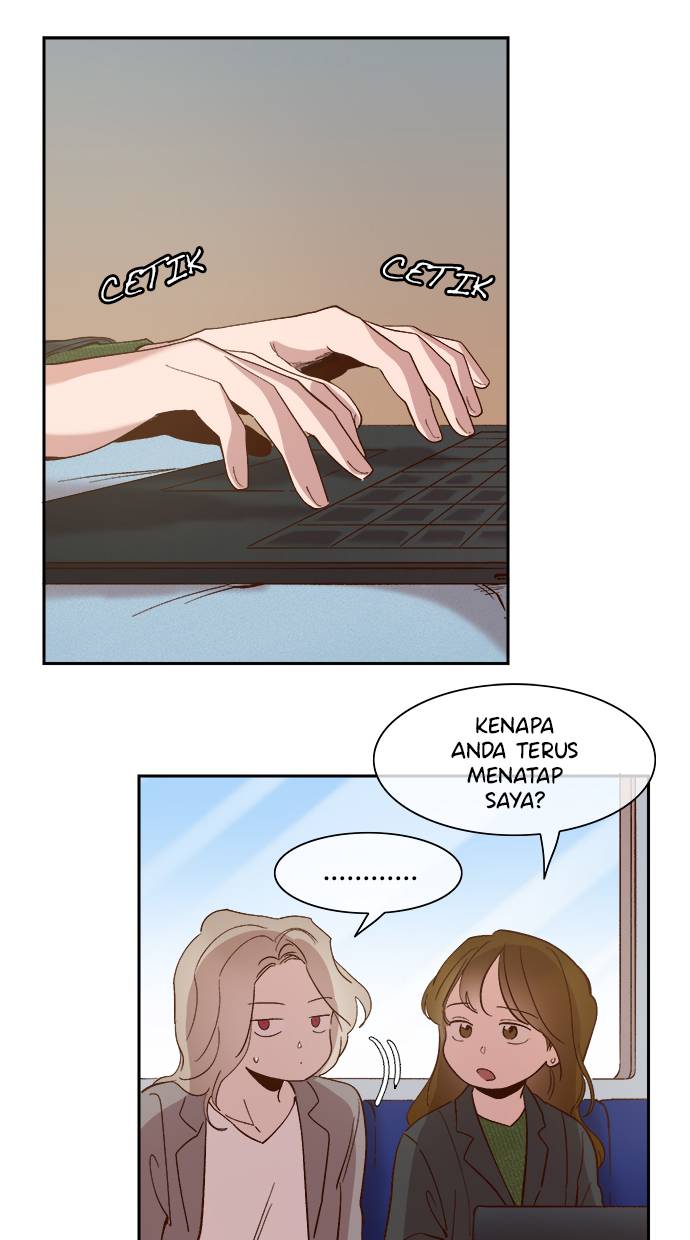 CETIK
CETIK
KENAPA
ANDA TERUS
MENATAP
SAYA?
............